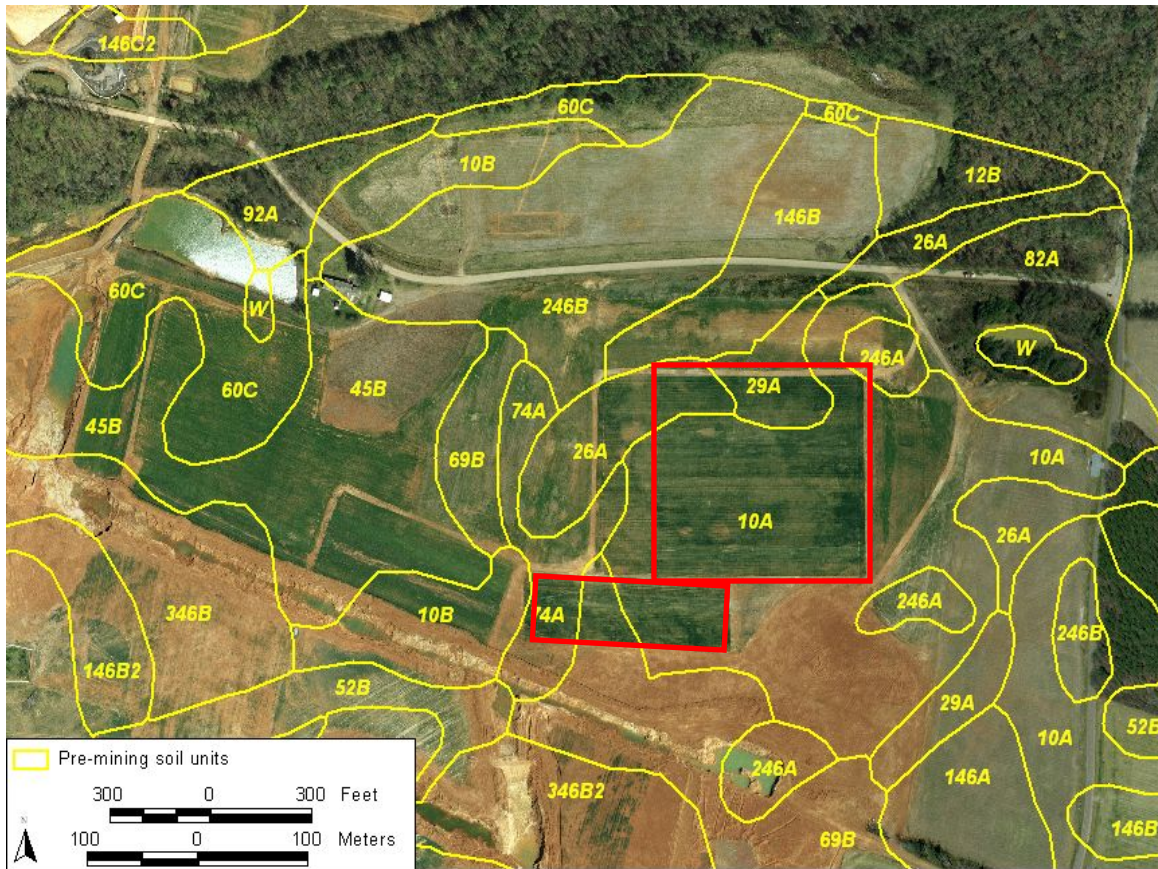 146C2
60C
60C
10B
12B
146B
92A
26A
82A
60C
W
246B
W
246A
60C
45B
29A
74A
45B
69B
26A
10A
10A
26A
346B
10B
74A
246A
246B
146B2
52B
29A
10A
52B
Pre-mining soil units
246A
146A
346B2
300 0 300 Feet
146B
69B
N
100 0 100 Meters